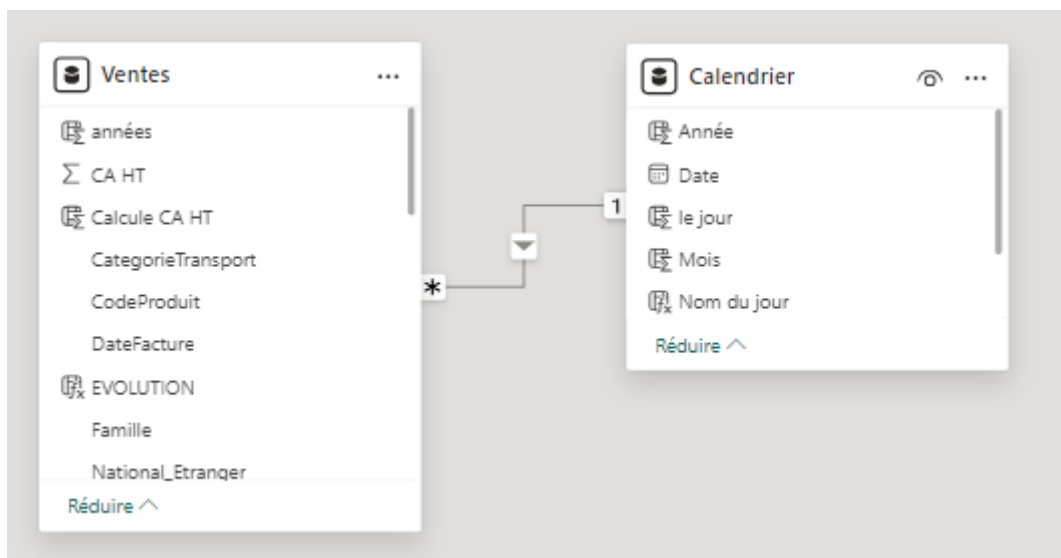 Ventes
...
années
CA HT
Calcule CA HT
CategorieTransport
CodeProduit
DateFacture
EVOLUTION
Famille
National_Etranger
Réduire
*
1
Calendrier
...
Année
Date
le jour
Mois
Nom du jour
Réduire